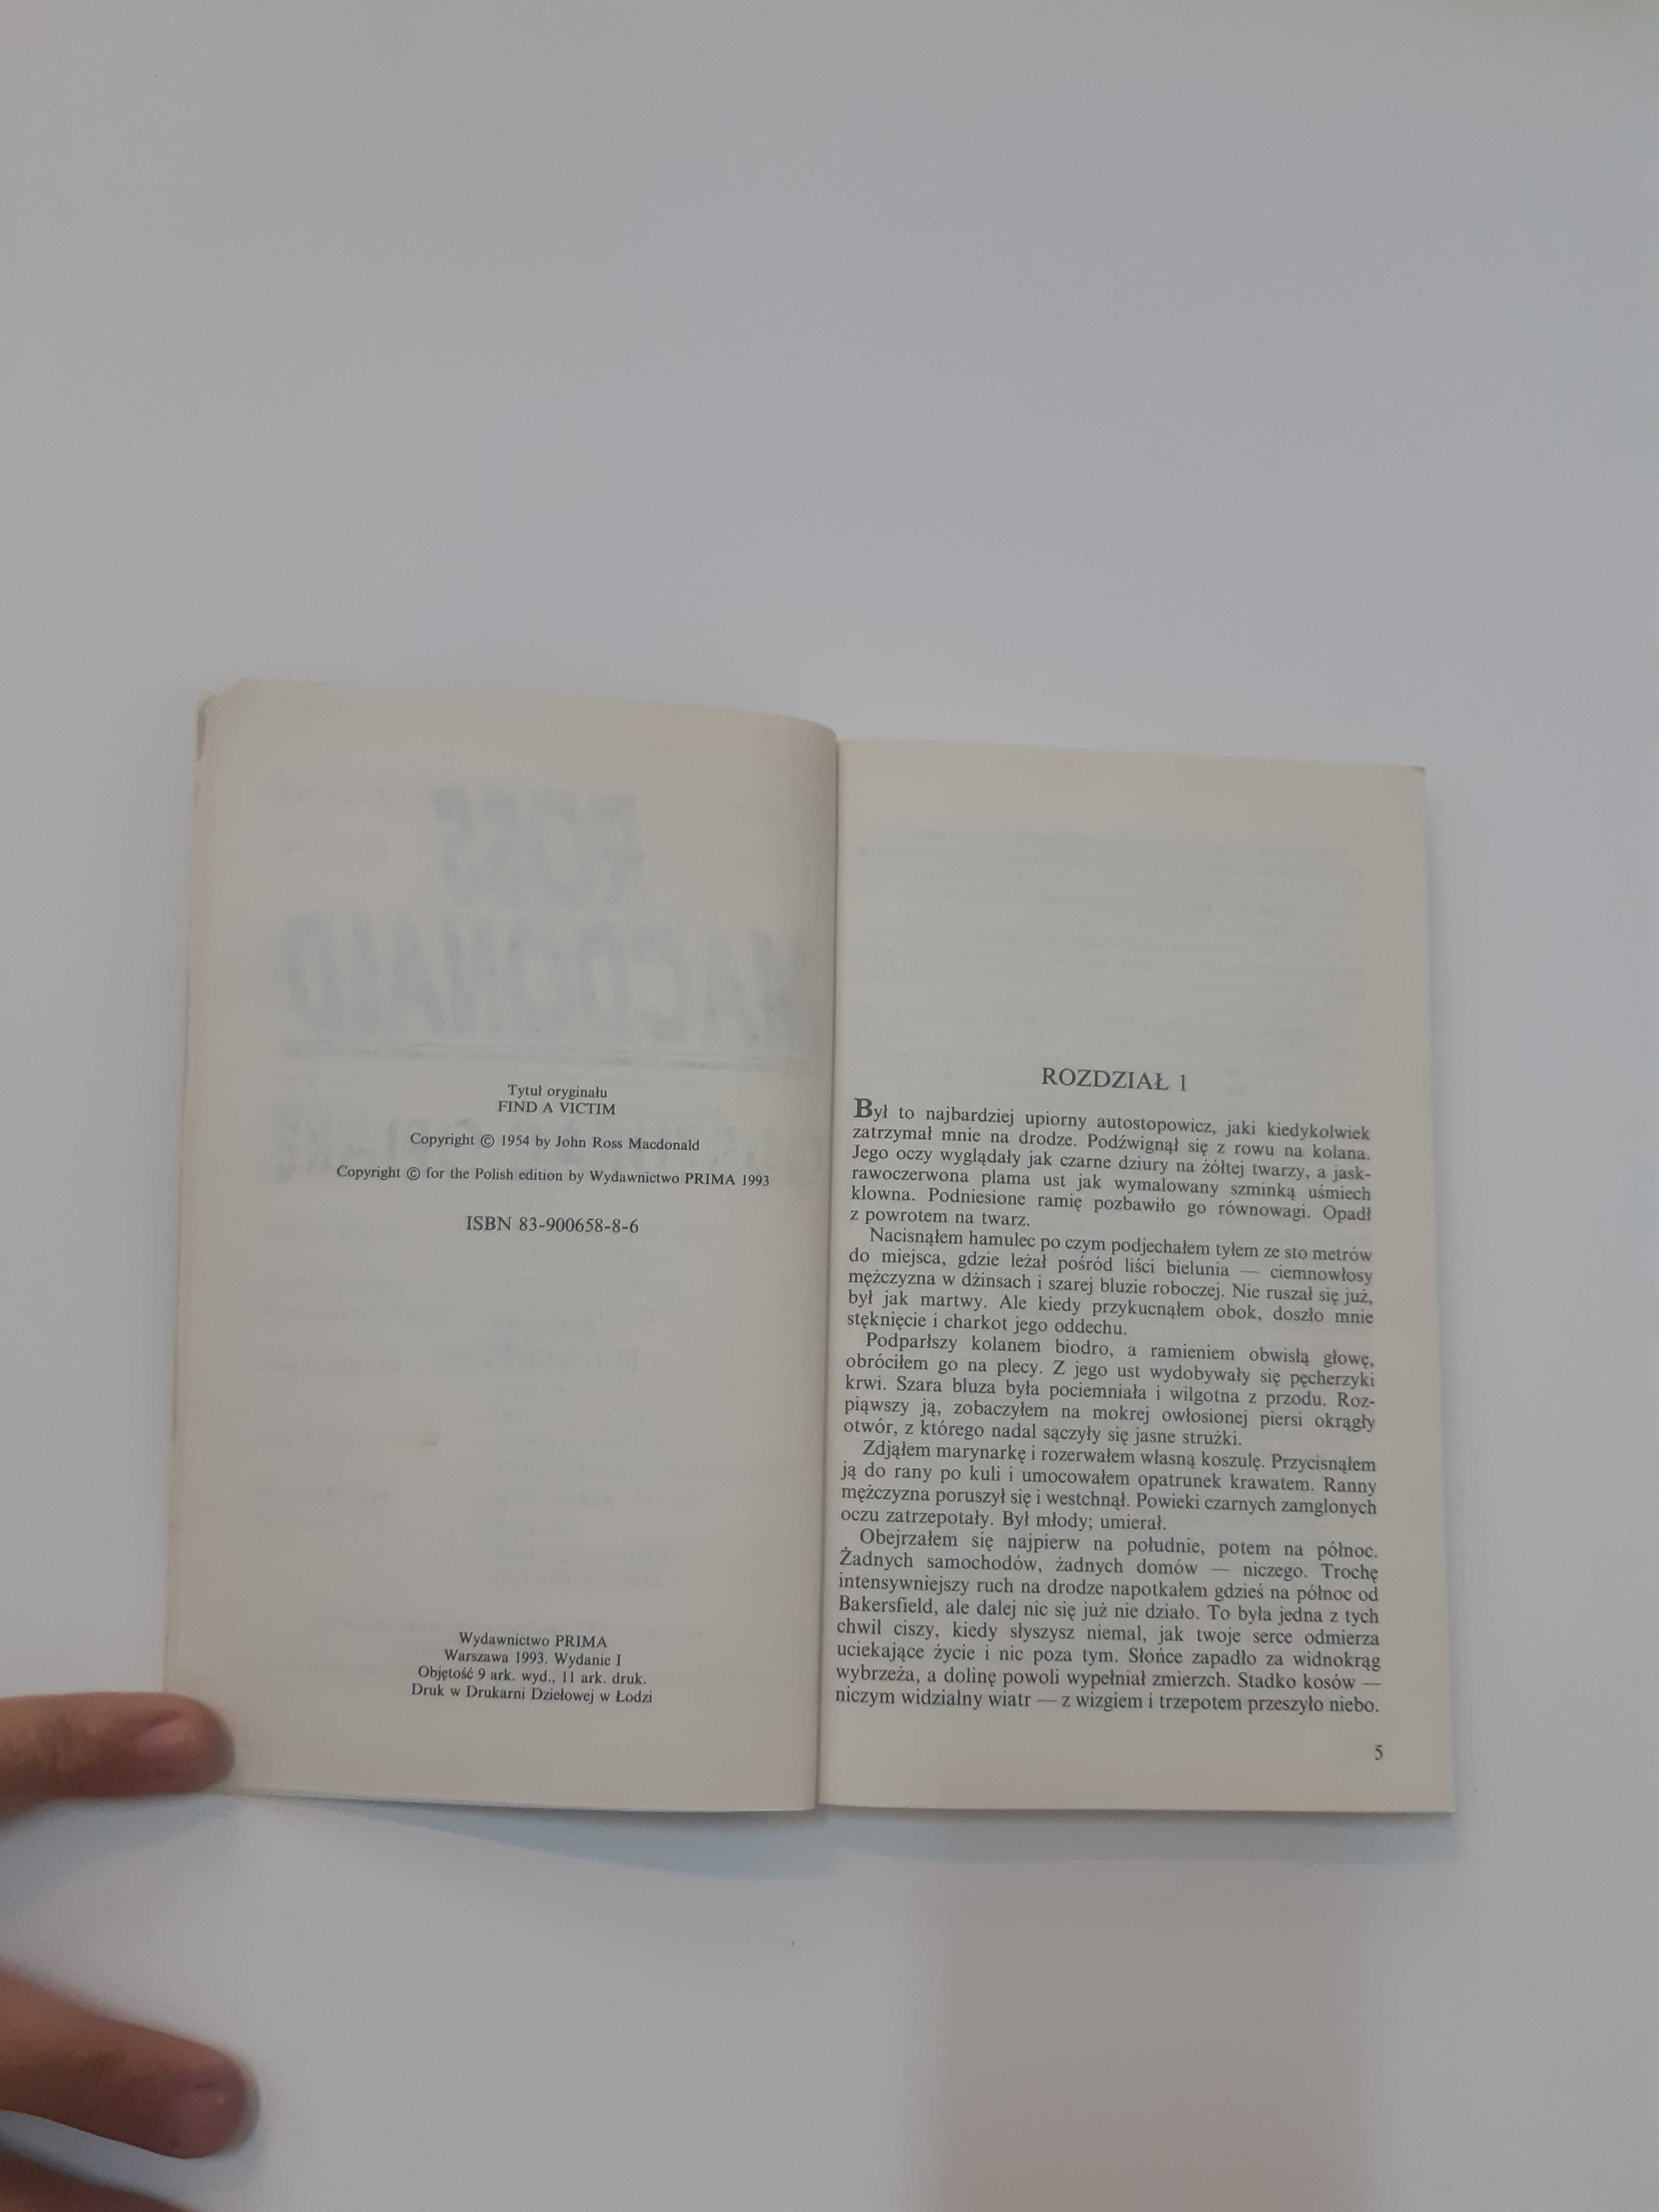 Tytuł oryginału
FIND A VICTIM
Copyright © 1954 by John Ross Macdonald
Copyright © for the Polish edition by Wydawnictwo PRIMA 1993
ISBN 83-900658-8-6
Wydawnictwo PRIMA
Warszawa 1993. Wydanie I
Objętość 9 ark. wyd., 11 ark. druk.
Druk w Drukarni Dziełowej w Łodzi
ROZDZIAŁ 1
Był to najbardziej upiorny autostopowicz, jaki kiedykolwiek
zatrzymał mnie na drodze. Podźwignął się z rowu na kolana.
Jego oczy wyglądały jak czarne dziury na żółtej twarzy, a jask-
rawoczerwona plama ust jak wymalowany szminką uśmiech
klowna. Podniesione ramię pozbawiło go równowagi. Opadł
z powrotem na twarz.
Nacisnąłem hamulec po czym podjechałem tyłem ze sto metrów
do miejsca, gdzie leżał pośród liści bielunia — ciemnowłosy
mężczyzna w dżinsach i szarej bluzie roboczej. Nie ruszał się już,
był jak martwy. Ale kiedy przykucnąłem obok, doszło mnie
stęknięcie i charkot jego oddechu.
Podparłszy kolanem biodro, a ramieniem obwisłą głowę,
obróciłem go na plecy. Z jego ust wydobywały się pęcherzyki
krwi. Szara bluza była pociemniała i wilgotna z przodu. Roz-
piąwszy ją, zobaczyłem na mokrej owłosionej piersi okrągły
otwór, z którego nadal sączyły się jasne strużki.
Zdjąłem marynarkę i rozerwałem własną koszulę. Przycisnąłem
ją do rany po kuli i umocowałem opatrunek krawatem. Ranny
mężczyzna poruszył się i westchnął. Powieki czarnych zamglonych
oczu zatrzepotały. Był młody; umierał.
Obejrzałem się najpierw na południe, potem na północ.
Żadnych samochodów, żadnych domów — niczego. Trochę
intensywniejszy ruch na drodze napotkałem gdzieś na północ od
Bakersfield, ale dalej nic się już nie działo. To była jedna z tych
chwil ciszy, kiedy słyszysz niemal, jak twoje serce odmierza
uciekające życie i nic poza tym. Słońce zapadło za widnokrąg
wybrzeża, a dolinę powoli wypełniał zmierzch. Stadko kosów —
niczym widzialny wiatr — z wizgiem i trzepotem przeszyło niebo.
5